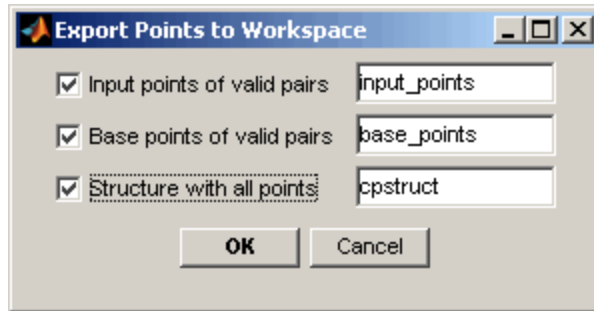 Export Points to Workspace
Input points of valid pairs input_points
Base points of valid pairs base_points
Structure with all points cpstruct
OK Cancel